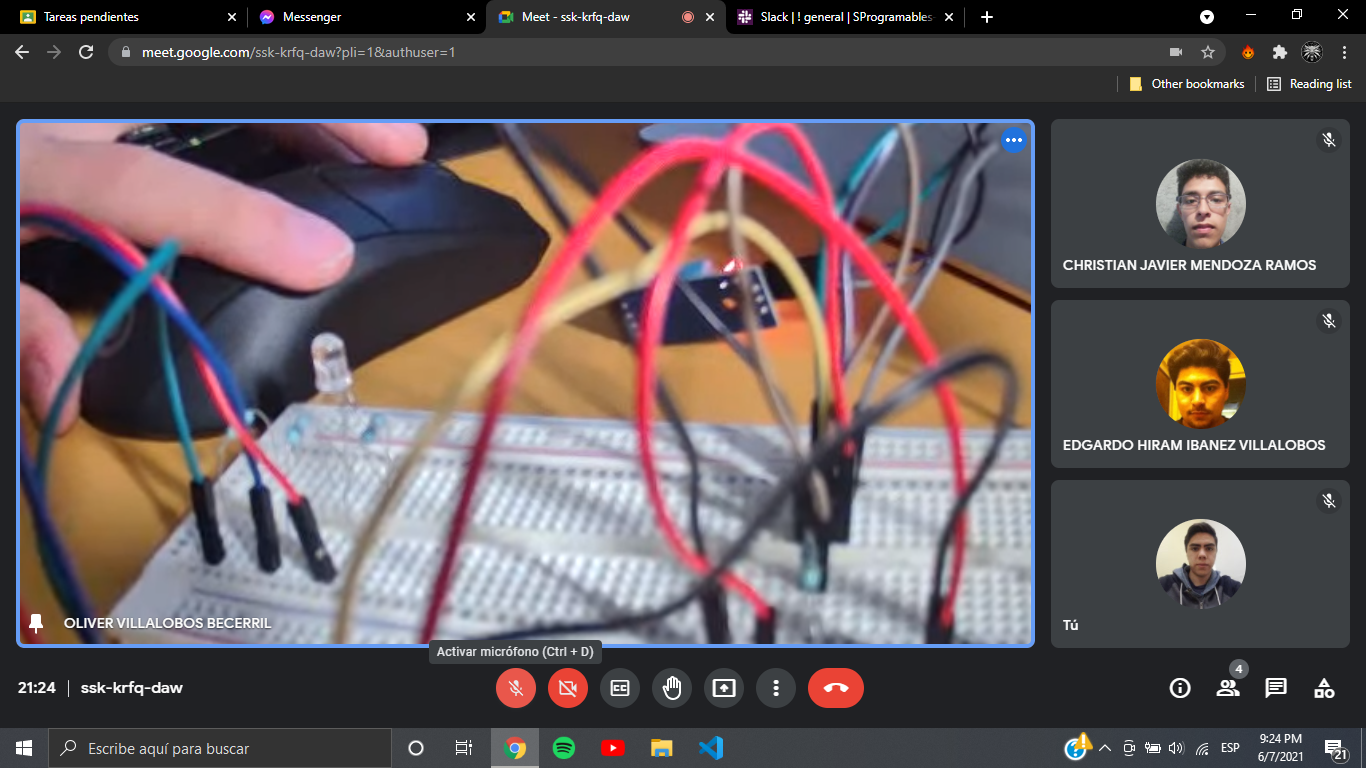 Tareas pendientes
Messenger
Meet - ssk-krfq-daw
Slack | ! general | SProgramables
meet.google.com/ssk-krfq-daw?pli=1&authuser=1
Other bookmarks
Reading list
CHRISTIAN JAVIER MENDOZA RAMOS
EDGARDO HIRAM IBANEZ VILLALOBOS
Tú
OLIVER VILLALOBOS BECERRIL
Activar micrófono (Ctrl + D)
21:24 | ssk-krfq-daw
CC
4
Escribe aquí para buscar
ESP
9:24 PM
6/7/2021
21